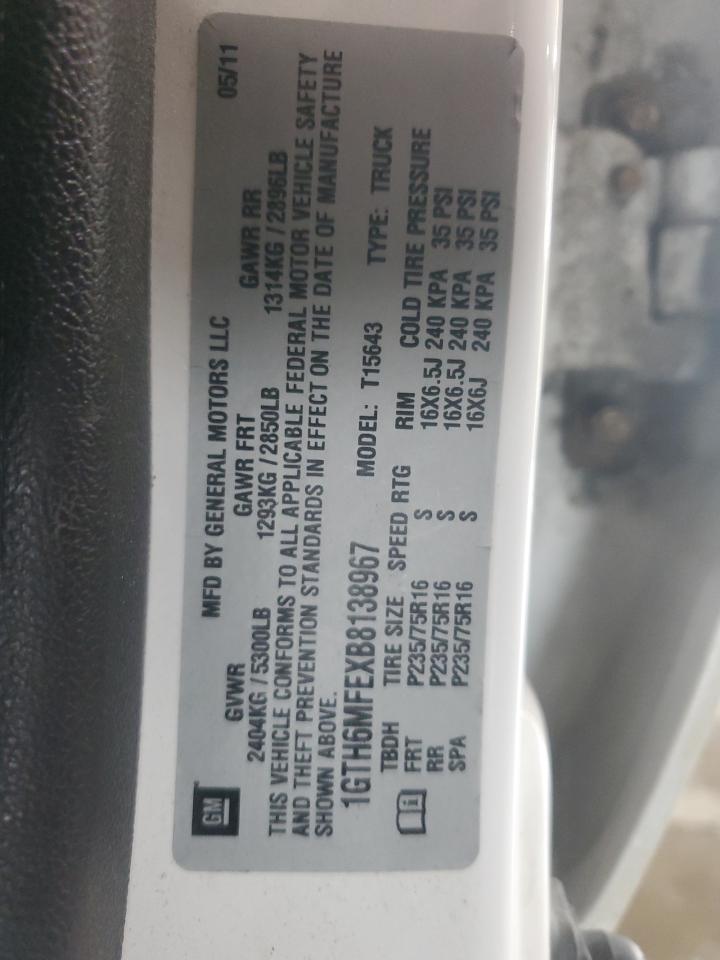 GM
MFD BY GENERAL MOTORS LLC 05/11
GVWR GAWR FRT GAWR RR
2404KG / 5300LB 1293KG / 2850LB 1314KG / 2896LB
THIS VEHICLE CONFORMS TO ALL APPLICABLE FEDERAL MOTOR VEHICLE SAFETY
AND THEFT PREVENTION STANDARDS IN EFFECT ON THE DATE OF MANUFACTURE
SHOWN ABOVE.
1GTH6MFEXB8138967 MODEL: T15643 TYPE: TRUCK
TBDH TIRE SIZE SPEED RTG RIM COLD TIRE PRESSURE
FRT P235/75R16 S 16X6.5J 240 KPA 35 PSI
RR P235/75R16 S 16X6.5J 240 KPA 35 PSI
SPA P235/75R16 S 16X6J 240 KPA 35 PSI